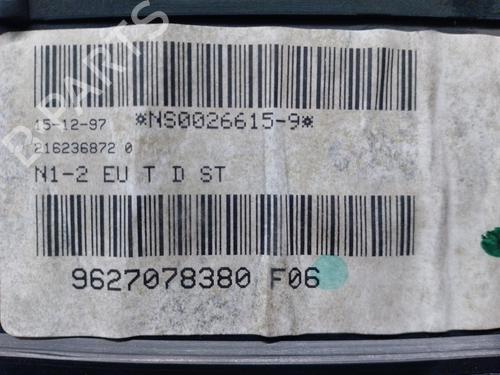 15-12-97 *NS0026615-9*
216236872 0
N1-2 EU T D ST
9627078380 F06
B PARTS